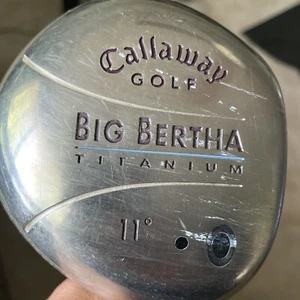 Callaway
GOLF
BIG BERTHA
TITANIUM
11°